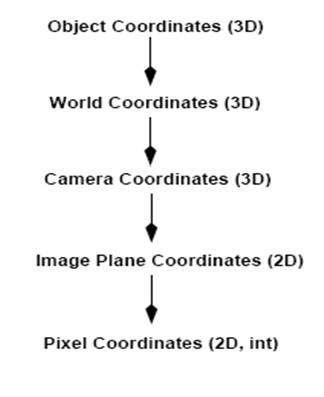 Object Coordinates (3D)
World Coordinates (3D)
Camera Coordinates (3D)
Image Plane Coordinates (2D)
Pixel Coordinates (2D, int)